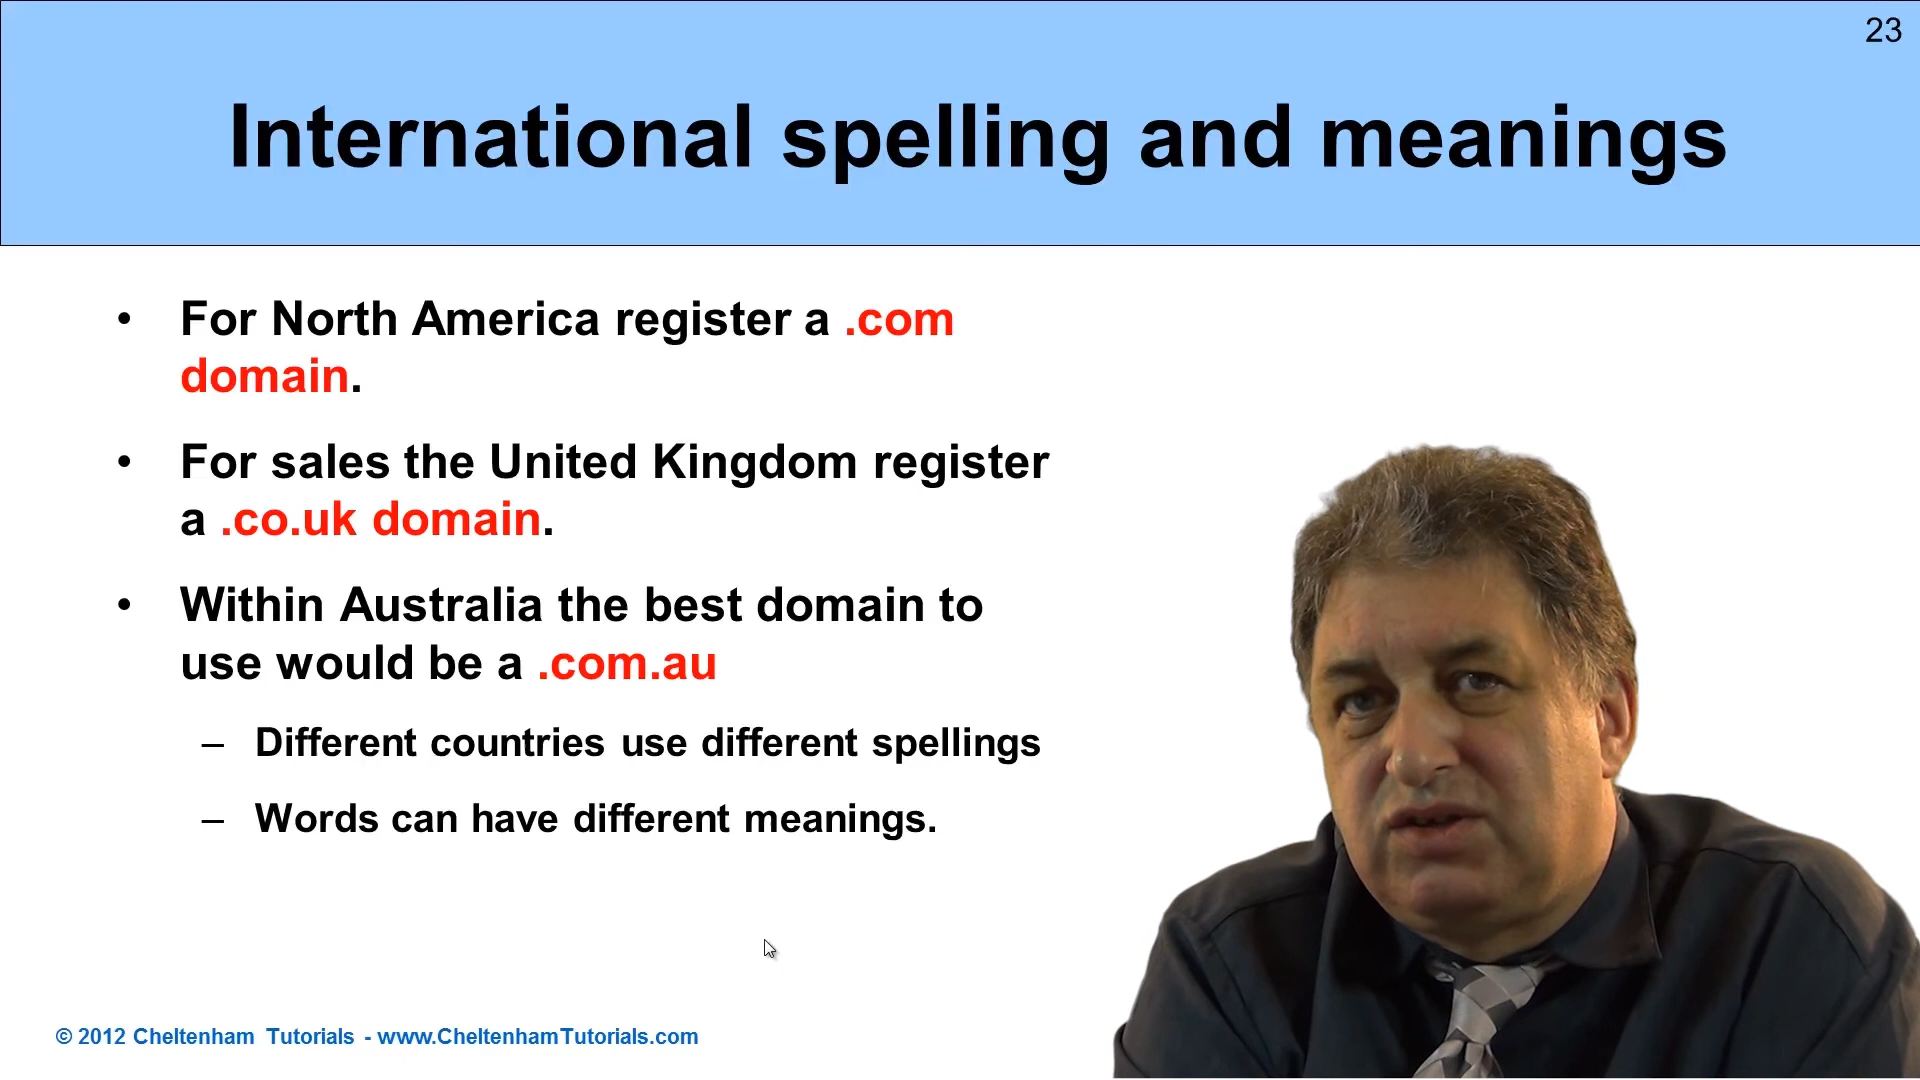 23
International spelling and meanings
• For North America register a .com
domain.
• For sales the United Kingdom register
a .co.uk domain.
• Within Australia the best domain to
use would be a .com.au
– Different countries use different spellings
– Words can have different meanings.
© 2012 Cheltenham Tutorials - www.CheltenhamTutorials.com